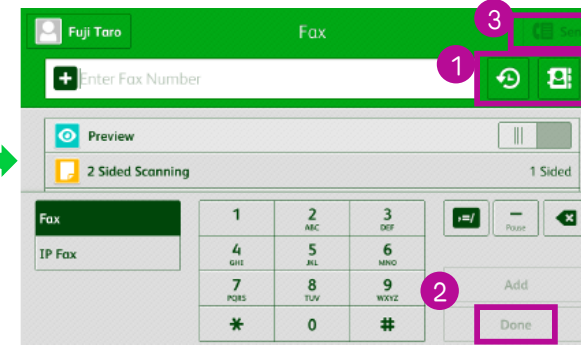 3
Fuji Taro
Fax
Sen
1
Enter Fax Number
Preview
2 Sided Scanning
1 Sided
Fax
IP Fax
1
2 ABC
3 DEF
,=/
Pause
4 GHI
5 JKL
6 MNO
7 PQRS
8 TUV
9 WXYZ
2
Add
*
0
#
Done